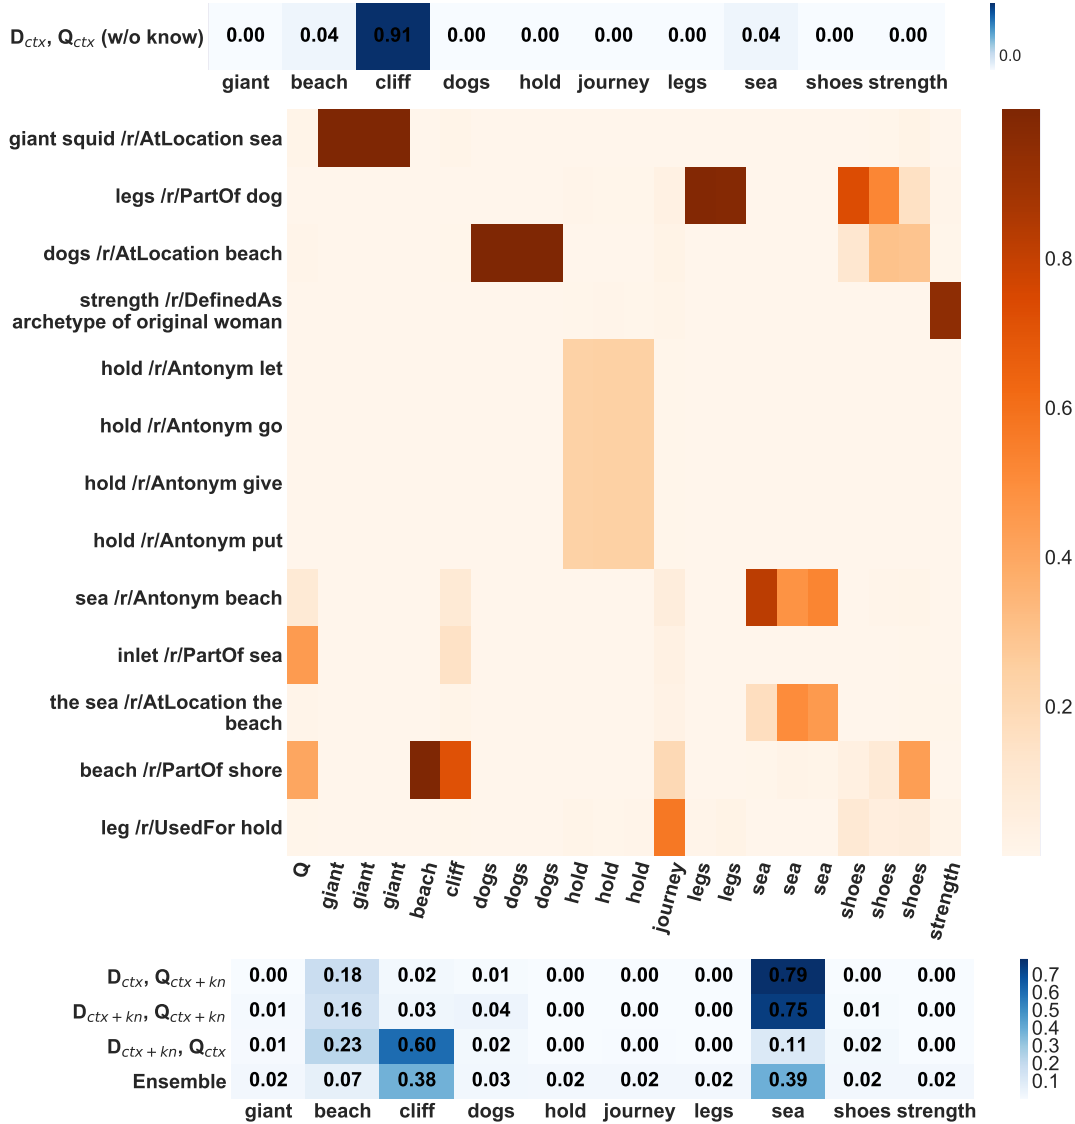 D_ctx, Q_ctx (w/o know) 0.00 0.04 0.91 0.00 0.00 0.00 0.00 0.04 0.00 0.00
0.0
giant beach cliff dogs hold journey legs sea shoes strength
giant squid /r/AtLocation sea
legs /r/PartOf dog
dogs /r/AtLocation beach
strength /r/DefinedAs
archetype of original woman
hold /r/Antonym let
hold /r/Antonym go
hold /r/Antonym give
hold /r/Antonym put
sea /r/Antonym beach
inlet /r/PartOf sea
the sea /r/AtLocation the
beach
beach /r/PartOf shore
leg /r/UsedFor hold
0.8
0.6
0.4
0.2
Q giant giant giant beach cliff dogs dogs dogs hold hold hold journey legs legs sea sea sea shoes shoes shoes strength
D_ctx, Q_ctx+kn 0.00 0.18 0.02 0.01 0.00 0.00 0.00 0.79 0.00 0.00
D_ctx+kn, Q_ctx+kn 0.01 0.16 0.03 0.04 0.00 0.00 0.00 0.75 0.01 0.00
D_ctx+kn, Q_ctx 0.01 0.23 0.60 0.02 0.00 0.00 0.00 0.11 0.02 0.00
Ensemble 0.02 0.07 0.38 0.03 0.02 0.02 0.02 0.39 0.02 0.02
giant beach cliff dogs hold journey legs sea shoes strength
0.7
0.6
0.5
0.4
0.3
0.2
0.1